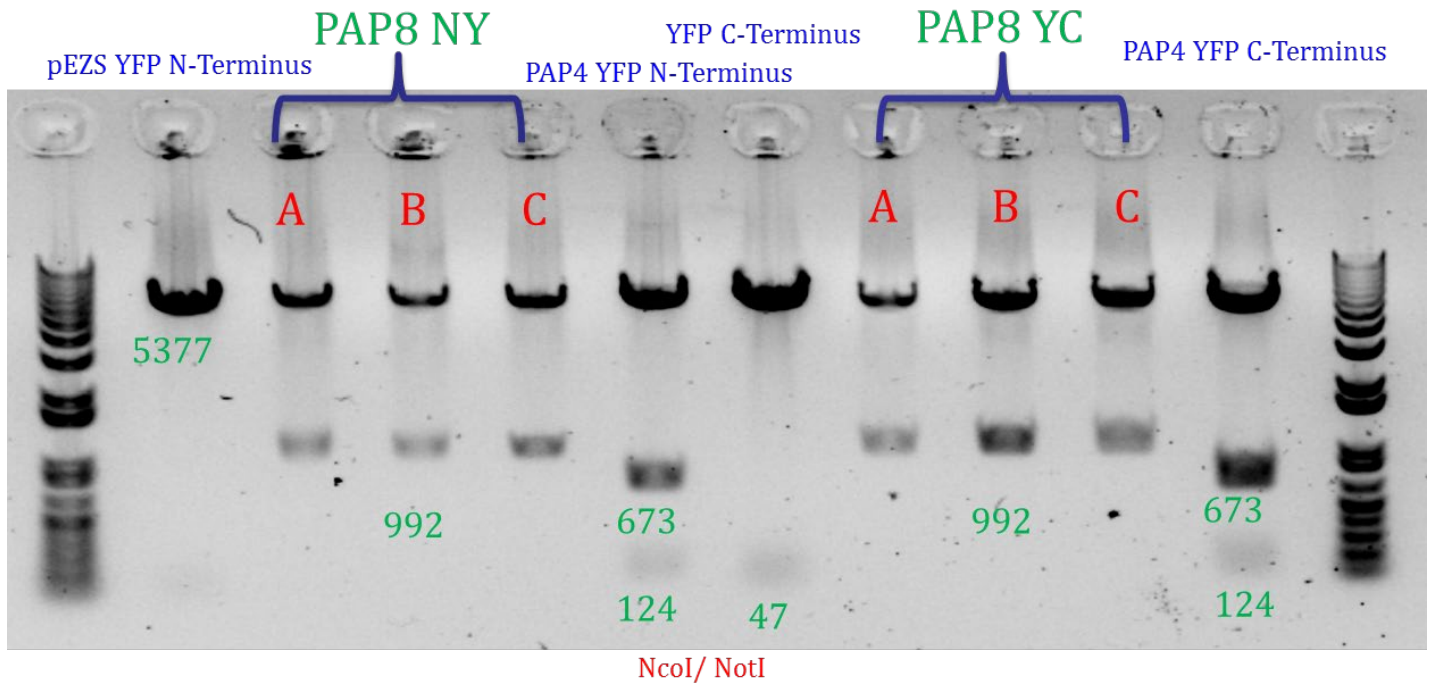 PAP8 NY
YFP C-Terminus
PAP8 YC
pEZS YFP N-Terminus
PAP4 YFP N-Terminus
PAP4 YFP C-Terminus
A
B
C
A
B
C
5377
992
673
992
673
124
47
124
NcoI/ NotI